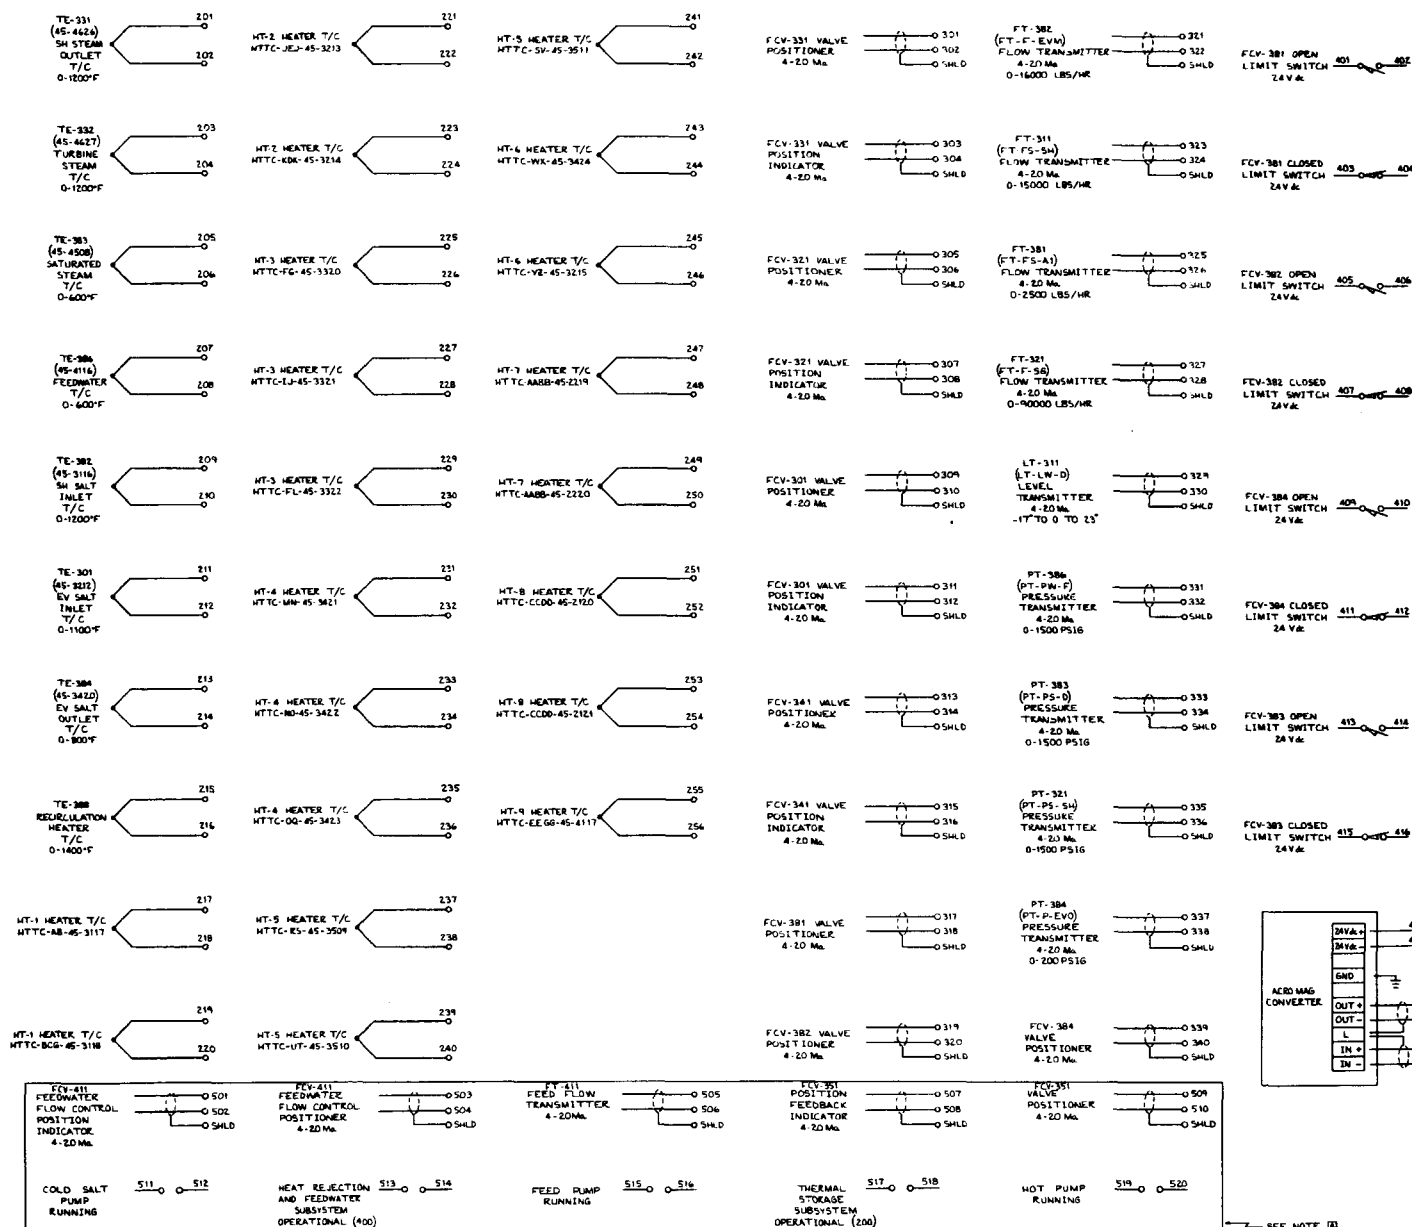 TE-331
(45-4626)
SH STEAM
OUTLET
T/C
0-1200°F
201
202
HT-2 HEATER T/C
HTTC-JEJ-45-3213
221
222
HT-5 HEATER T/C
HTTC-SV-45-3511
241
242
FCV-331 VALVE
POSITIONER
4-20 Ma
301
302
SHLD
FT-382
(FT-F-EVM)
FLOW TRANSMITTER
4-20 Ma
0-16000 LBS/HR
321
322
SHLD
FCV-381 OPEN
LIMIT SWITCH
24 Vdc
401
402
TE-332
(45-4627)
TURBINE
STEAM
T/C
0-1200°F
203
204
HT-2 HEATER T/C
HTTC-KDK-45-3214
223
224
HT-6 HEATER T/C
HTTC-WX-45-3424
243
244
FCV-331 VALVE
POSITION
INDICATOR
4-20 Ma
303
304
SHLD
FT-311
(FT-FS-SH)
FLOW TRANSMITTER
4-20 Ma
0-15000 LBS/HR
323
324
SHLD
FCV-381 CLOSED
LIMIT SWITCH
24 Vdc
403
404
TE-383
(45-4508)
SATURATED
STEAM
T/C
0-600°F
205
206
HT-3 HEATER T/C
HTTC-FG-45-3320
225
226
HT-6 HEATER T/C
HTTC-YZ-45-3215
245
246
FCV-321 VALVE
POSITIONER
4-20 Ma
305
306
SHLD
FT-381
(FT-FS-A1)
FLOW TRANSMITTER
4-20 Ma
0-2500 LBS/HR
325
326
SHLD
FCV-382 OPEN
LIMIT SWITCH
24 Vdc
405
406
TE-386
(45-4116)
FEEDWATER
T/C
0-600°F
207
208
HT-3 HEATER T/C
HTTC-IJ-45-3321
227
228
HT-7 HEATER T/C
HTTC-AABB-45-2219
247
248
FCV-321 VALVE
POSITION
INDICATOR
4-20 Ma
307
308
SHLD
FT-321
(FT-F-SG)
FLOW TRANSMITTER
4-20 Ma
0-90000 LBS/HR
327
328
SHLD
FCV-382 CLOSED
LIMIT SWITCH
24 Vdc
407
408
TE-382
(45-3116)
SH SALT
INLET
T/C
0-1200°F
209
210
HT-3 HEATER T/C
HTTC-FL-45-3322
229
230
HT-7 HEATER T/C
HTTC-AABB-45-2220
249
250
FCV-301 VALVE
POSITIONER
4-20 Ma
309
310
SHLD
LT-311
(LT-LW-D)
LEVEL
TRANSMITTER
4-20 Ma
-17" TO 0 TO 23"
329
330
SHLD
FCV-384 OPEN
LIMIT SWITCH
24 Vdc
409
410
TE-301
(45-3212)
EV SALT
INLET
T/C
0-1100°F
211
212
HT-4 HEATER T/C
HTTC-MN-45-3421
231
232
HT-8 HEATER T/C
HTTC-CCDD-45-2120
251
252
FCV-301 VALVE
POSITION
INDICATOR
4-20 Ma
311
312
SHLD
PT-386
(PT-PW-F)
PRESSURE
TRANSMITTER
4-20 Ma
0-1500 PSIG
331
332
SHLD
FCV-384 CLOSED
LIMIT SWITCH
24 Vdc
411
412
TE-384
(45-3420)
EV SALT
OUTLET
T/C
0-800°F
213
214
HT-4 HEATER T/C
HTTC-NO-45-3422
233
234
HT-8 HEATER T/C
HTTC-CCDD-45-2121
253
254
FCV-341 VALVE
POSITIONER
4-20 Ma
313
314
SHLD
PT-383
(PT-PS-D)
PRESSURE
TRANSMITTER
4-20 Ma
0-1500 PSIG
333
334
SHLD
FCV-383 OPEN
LIMIT SWITCH
24 Vdc
413
414
TE-388
RECIRCULATION
HEATER
T/C
0-1400°F
215
216
HT-4 HEATER T/C
HTTC-OQ-45-3423
235
236
HT-9 HEATER T/C
HTTC-EEGG-45-4117
255
256
FCV-341 VALVE
POSITION
INDICATOR
4-20 Ma
315
316
SHLD
PT-321
(PT-PS-SH)
PRESSURE
TRANSMITTER
4-20 Ma
0-1500 PSIG
335
336
SHLD
FCV-383 CLOSED
LIMIT SWITCH
24 Vdc
415
416
HT-1 HEATER T/C
HTTC-AB-45-3117
217
218
HT-5 HEATER T/C
HTTC-RS-45-3509
237
238
FCV-381 VALVE
POSITIONER
4-20 Ma
317
318
SHLD
PT-384
(PT-P-EVO)
PRESSURE
TRANSMITTER
4-20 Ma
0-200 PSIG
337
338
SHLD
ACROMAG
CONVERTER
24Vdc+
24Vdc-
GND
OUT +
OUT -
L
IN +
IN -
HT-1 HEATER T/C
HTTC-BCG-45-3118
219
220
HT-5 HEATER T/C
HTTC-UT-45-3510
239
240
FCV-382 VALVE
POSITIONER
4-20 Ma
319
320
SHLD
FCV-384
VALVE
POSITIONER
4-20 Ma
339
340
SHLD
FCV-411
FEEDWATER
FLOW CONTROL
POSITION
INDICATOR
4-20 Ma
501
502
SHLD
FCV-411
FEEDWATER
FLOW CONTROL
POSITIONER
4-20Ma
503
504
SHLD
FT-411
FEED FLOW
TRANSMITTER
4-20Ma
505
506
SHLD
FCV-351
POSITION
FEEDBACK
INDICATOR
4-20 Ma
507
508
SHLD
FCV-351
VALVE
POSITIONER
4-20 Ma
509
510
SHLD
COLD SALT
PUMP
RUNNING
511
512
HEAT REJECTION
AND FEEDWATER
SUBSYSTEM
OPERATIONAL (400)
513
514
FEED PUMP
RUNNING
515
516
THERMAL
STORAGE
SUBSYSTEM
OPERATIONAL (200)
517
518
HOT PUMP
RUNNING
519
520
SEE NOTE